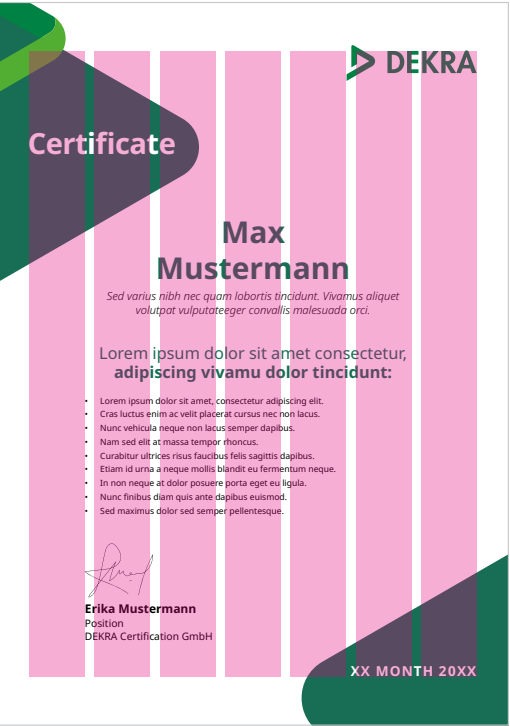 DEKRA
Certificate
Max
Mustermann
Sed varius nibh nec quam lobortis tincidunt. Vivamus aliquet
volutpat vulputateeger convallis malesuada orci.
Lorem ipsum dolor sit amet consectetur,
adipiscing vivamu dolor tincidunt:
• Lorem ipsum dolor sit amet, consectetur adipiscing elit.
• Cras luctus enim ac velit placerat cursus nec non lacus.
• Nunc vehicula neque non lacus semper dapibus.
• Nam sed elit at massa tempor rhoncus.
• Curabitur ultrices risus faucibus felis sagittis dapibus.
• Etiam id urna a neque mollis blandit eu fermentum neque.
• In non neque at dolor posuere porta eget eu ligula.
• Nunc finibus diam quis ante dapibus euismod.
• Sed maximus dolor sed semper pellentesque.
Erika Mustermann
Position
DEKRA Certification GmbH
XX MONTH 20XX